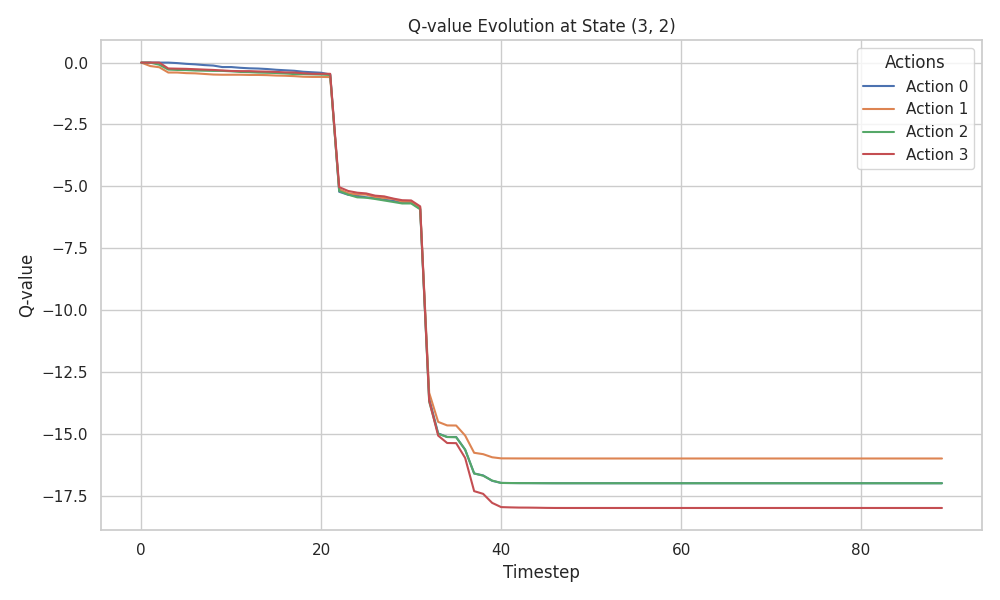 Q-value Evolution at State (3, 2)
Actions
Action 0
Action 1
Action 2
Action 3
Q-value
0.0
−2.5
−5.0
−7.5
−10.0
−12.5
−15.0
−17.5
0 20 40 60 80
Timestep